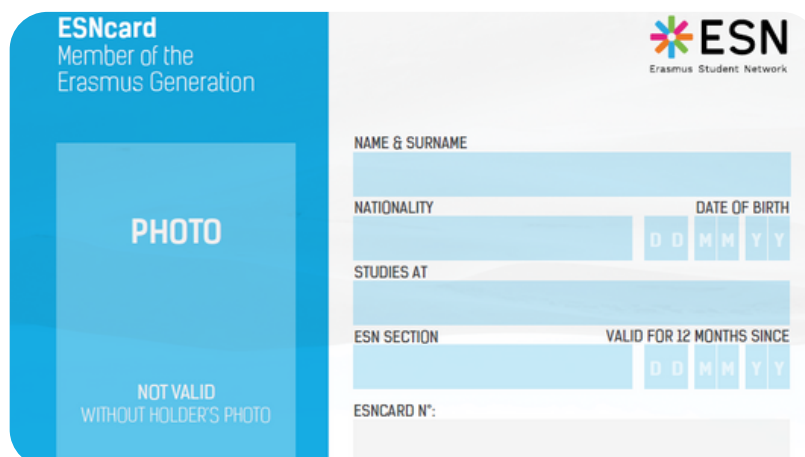 ESNcard
Member of the
Erasmus Generation
PHOTO
NOT VALID
WITHOUT HOLDER'S PHOTO
ESN
Erasmus Student Network
NAME & SURNAME
NATIONALITY DATE OF BIRTH
D D M M Y Y
STUDIES AT
ESN SECTION VALID FOR 12 MONTHS SINCE
D D M M Y Y
ESNCARD N°: